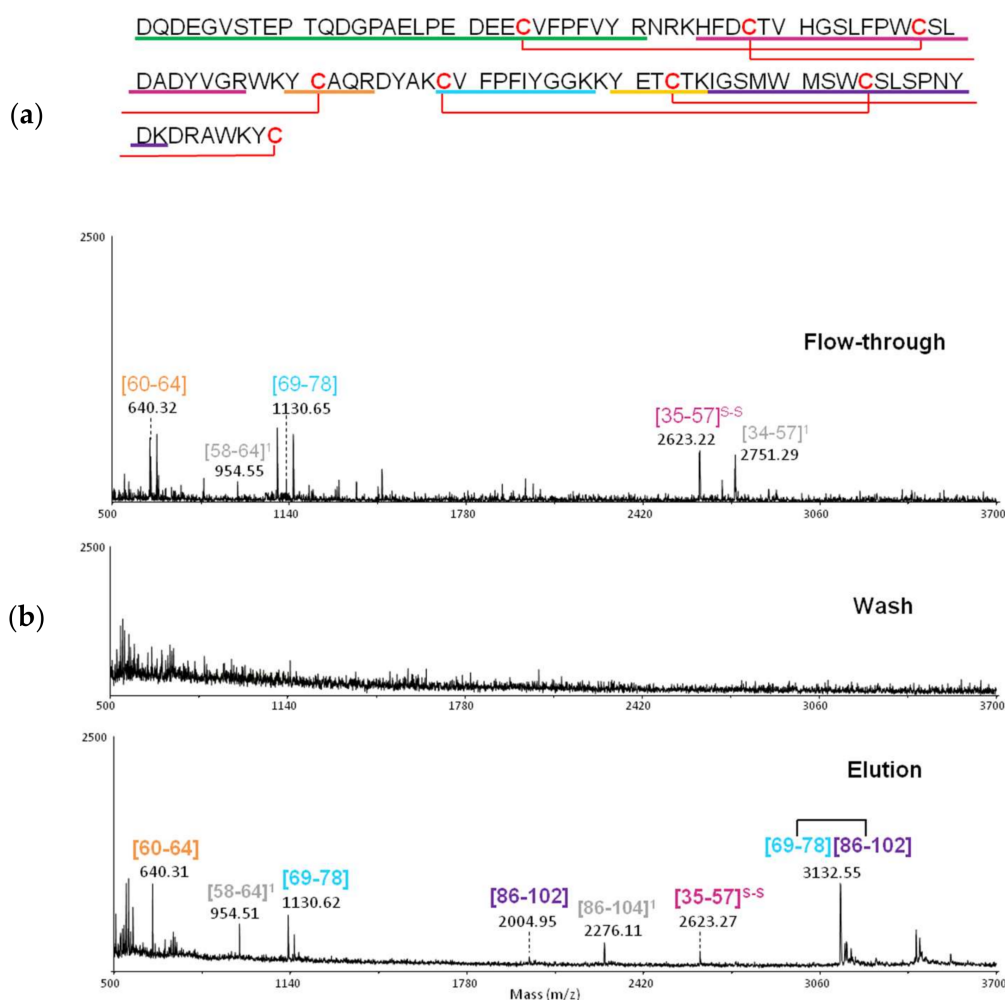 DQDEGVSTEP TQDGPAELPE DEECVFPFVY RNRKHFDCTV HGSLFPWCSL
(a)
DADYVGRWKY CAQRDYAKCV FPFIYGGKKY ETCTKIGSMW MSWCSLSPNY
DKDRAWKYC
2500
Flow-through
[60-64] [69-78]
640.32 1130.65
[35-57]S-S
2623.22
[58-64]1
954.55
[34-57]1
2751.29
500 1140 1780 2420 3060 3700
2500
(b)
Wash
500 1140 1780 2420 3060 3700
2500
Elution
[60-64]
640.31
[58-64]1
954.51
[69-78]
1130.62
[86-102]
2004.95
[86-104]1
2276.11
[35-57]S-S
2623.27
[69-78][86-102]
3132.55
500 1140 1780 2420 3060 3700
Mass (m/z)